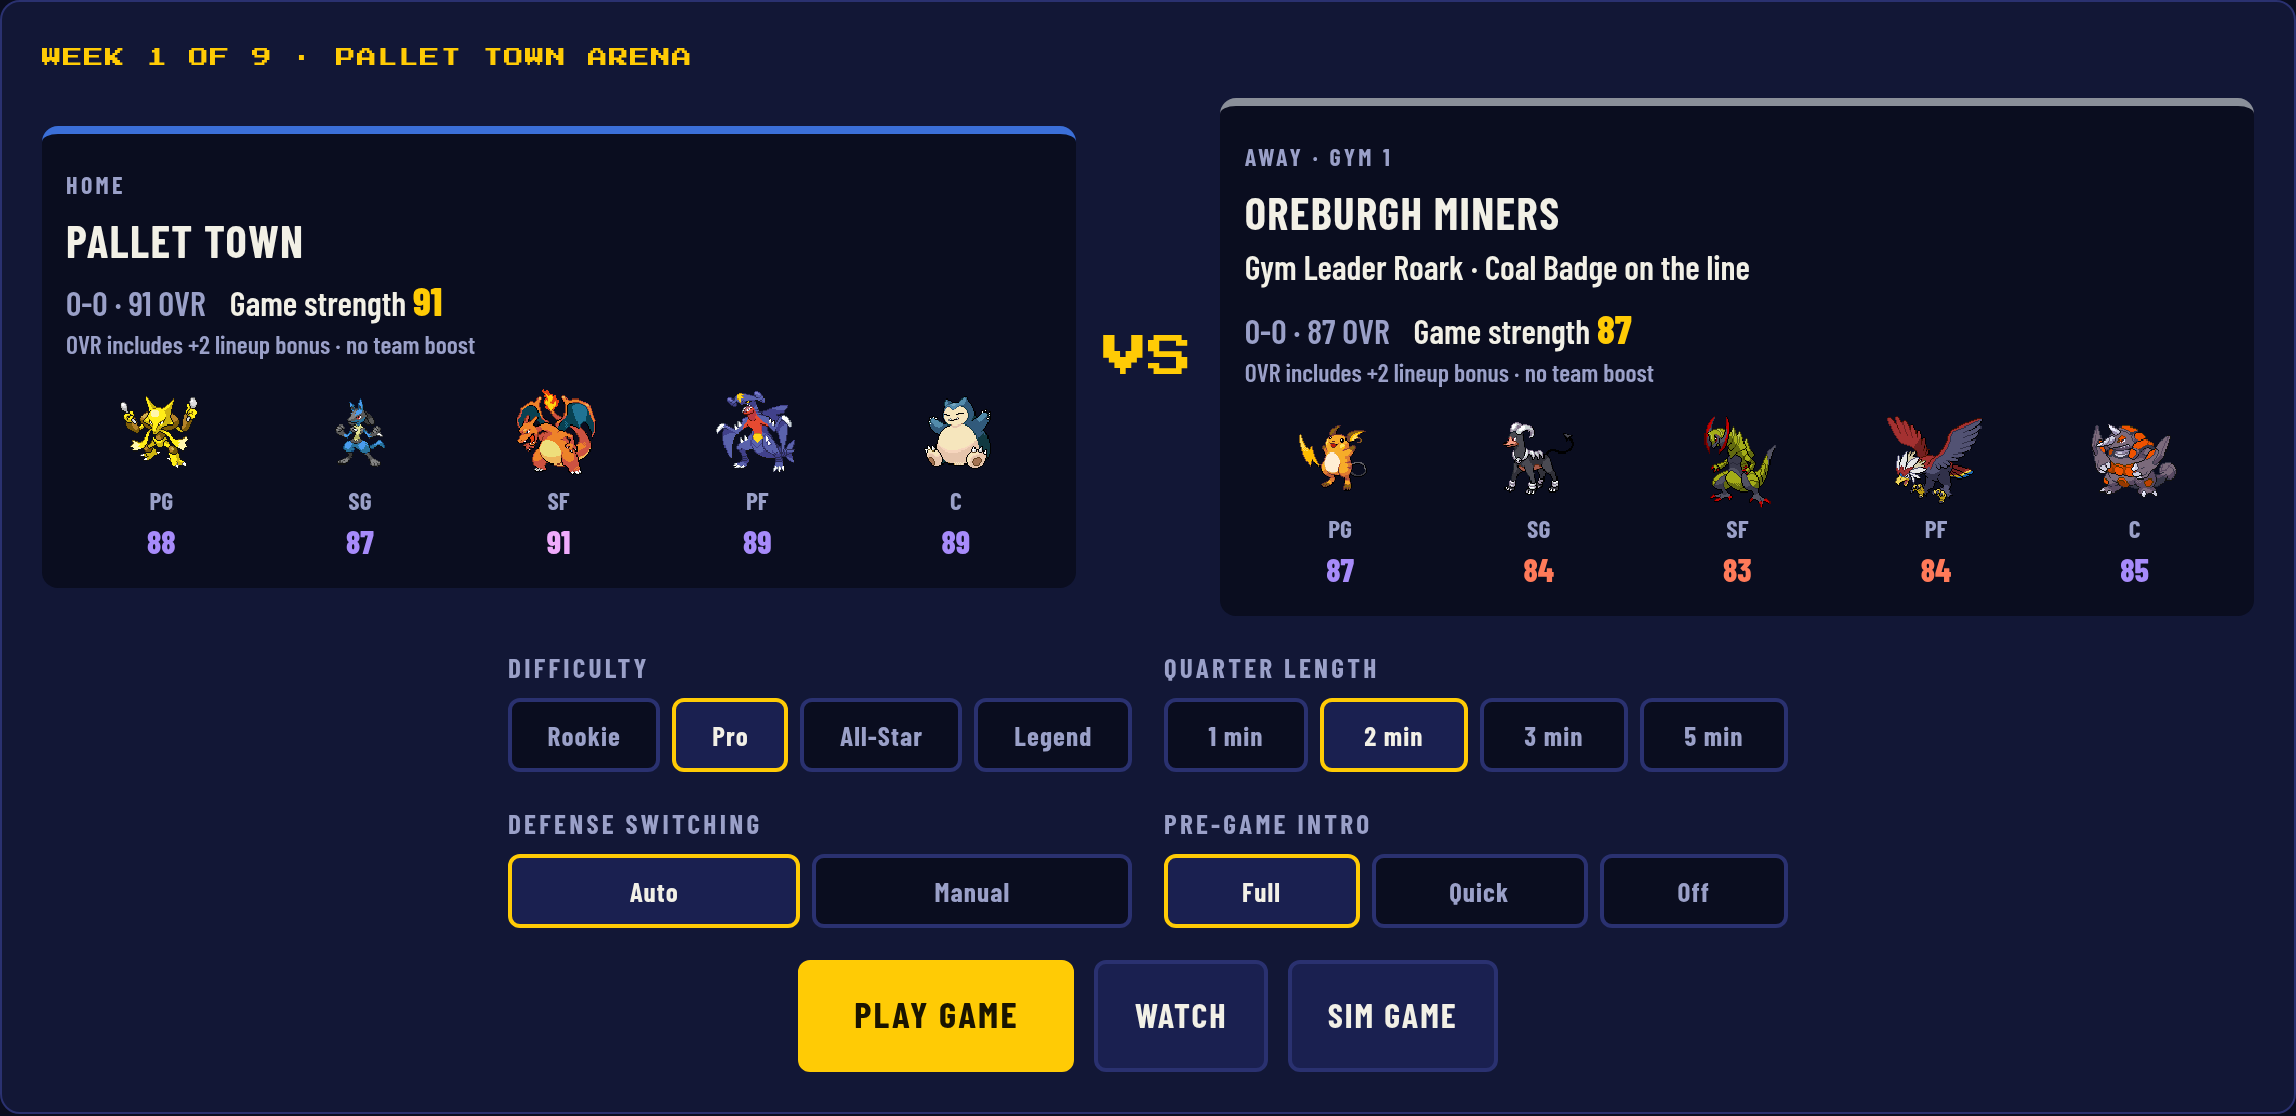 WEEK 1 OF 9 · PALLET TOWN ARENA
HOME
PALLET TOWN
0-0 · 91 OVR Game strength 91
OVR includes +2 lineup bonus · no team boost
PG SG SF PF C
88 87 91 89 89
VS
AWAY · GYM 1
OREBURGH MINERS
Gym Leader Roark · Coal Badge on the line
0-0 · 87 OVR Game strength 87
OVR includes +2 lineup bonus · no team boost
PG SG SF PF C
87 84 83 84 85
DIFFICULTY
Rookie Pro All-Star Legend
QUARTER LENGTH
1 min 2 min 3 min 5 min
DEFENSE SWITCHING
Auto Manual
PRE-GAME INTRO
Full Quick Off
PLAY GAME WATCH SIM GAME